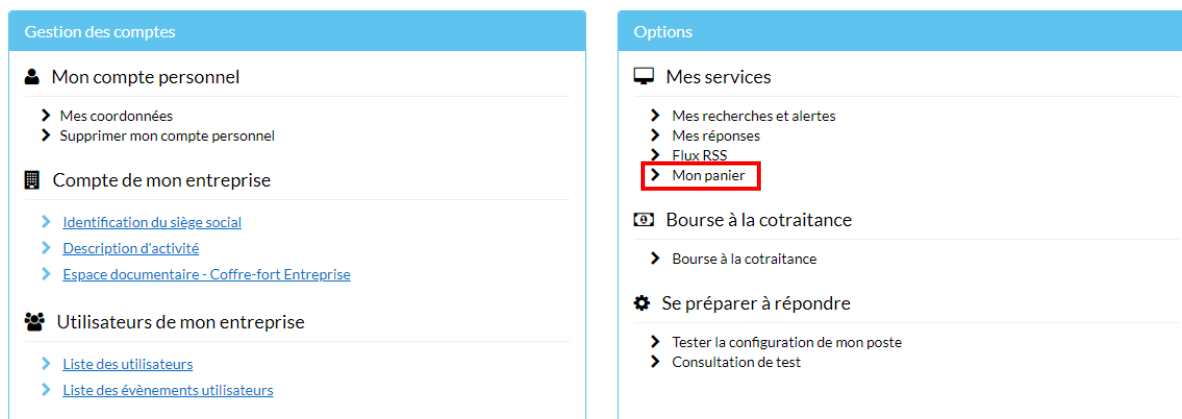 Gestion des comptes
Mon compte personnel
Mes coordonnées
Supprimer mon compte personnel
Compte de mon entreprise
Identification du siège social
Description d'activité
Espace documentaire - Coffre-fort Entreprise
Utilisateurs de mon entreprise
Liste des utilisateurs
Liste des évènements utilisateurs
Options
Mes services
Mes recherches et alertes
Mes réponses
Flux RSS
Mon panier
Bourse à la cotraitance
Bourse à la cotraitance
Se préparer à répondre
Tester la configuration de mon poste
Consultation de test